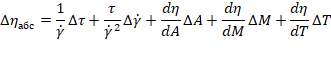 Δη_абс = 1/γ̇ Δτ + τ/γ̇² Δγ̇ + dη/dA ΔA + dη/dM ΔM + dη/dT ΔT